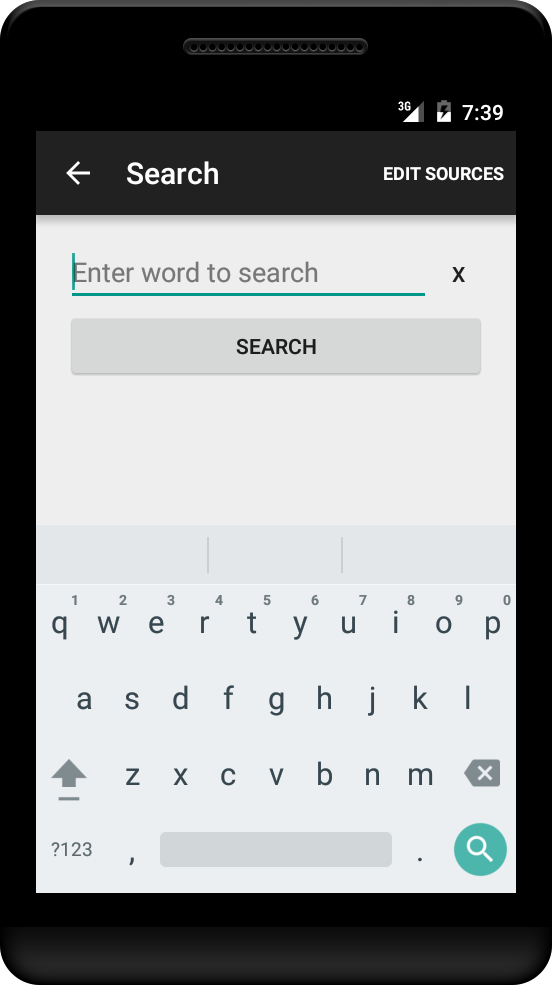 3G 7:39
Search EDIT SOURCES
Enter word to search X
SEARCH
1 2 3 4 5 6 7 8 9 0
q w e r t y u i o p
a s d f g h j k l
z x c v b n m
?123 , .